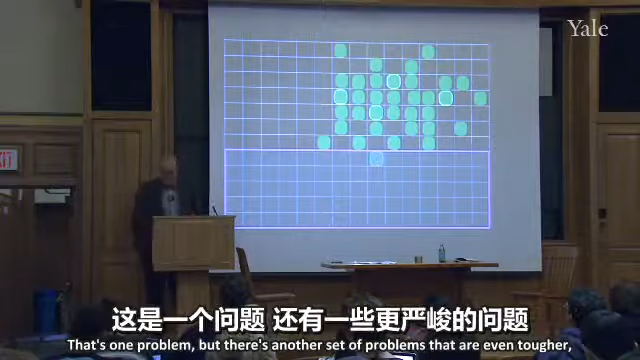 Yale
EXIT
这是一个问题 还有一些更严峻的问题
That's one problem, but there's another set of problems that are even tougher,